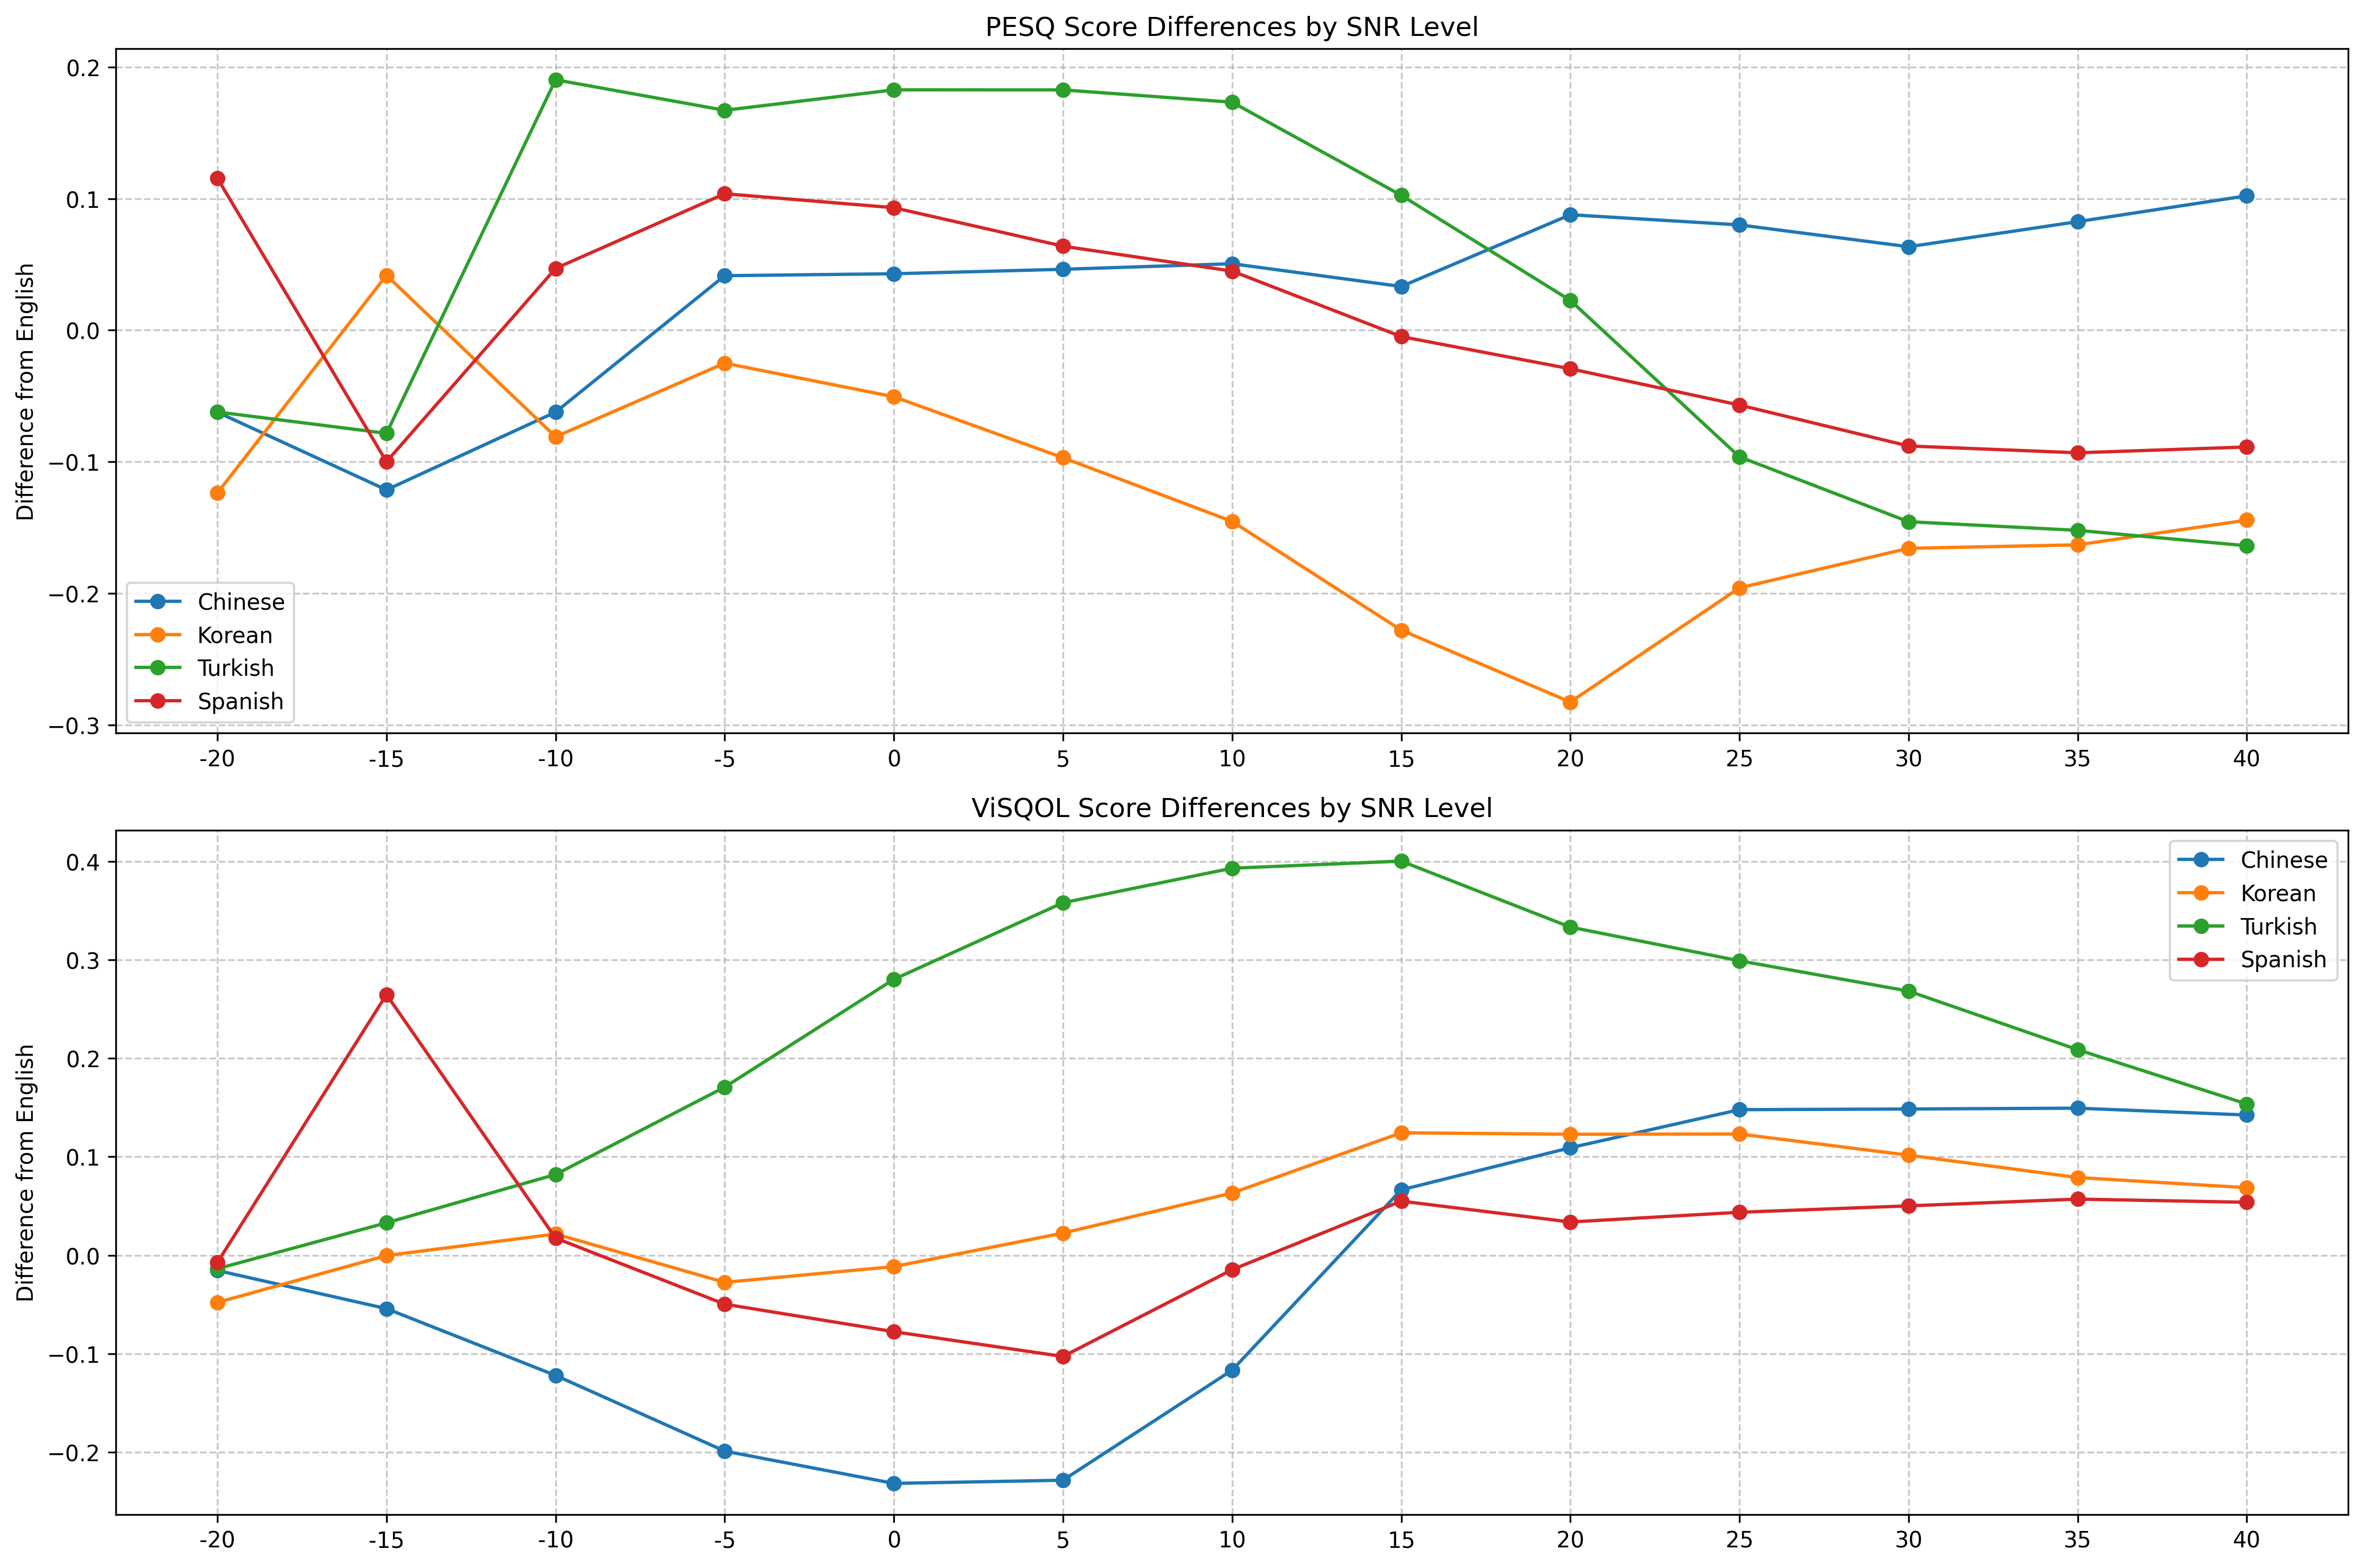 PESQ Score Differences by SNR Level
Difference from English
0.2
0.1
0.0
−0.1
−0.2
−0.3
Chinese
Korean
Turkish
Spanish
-20 -15 -10 -5 0 5 10 15 20 25 30 35 40
ViSQOL Score Differences by SNR Level
Difference from English
0.4
0.3
0.2
0.1
0.0
−0.1
−0.2
Chinese
Korean
Turkish
Spanish
-20 -15 -10 -5 0 5 10 15 20 25 30 35 40